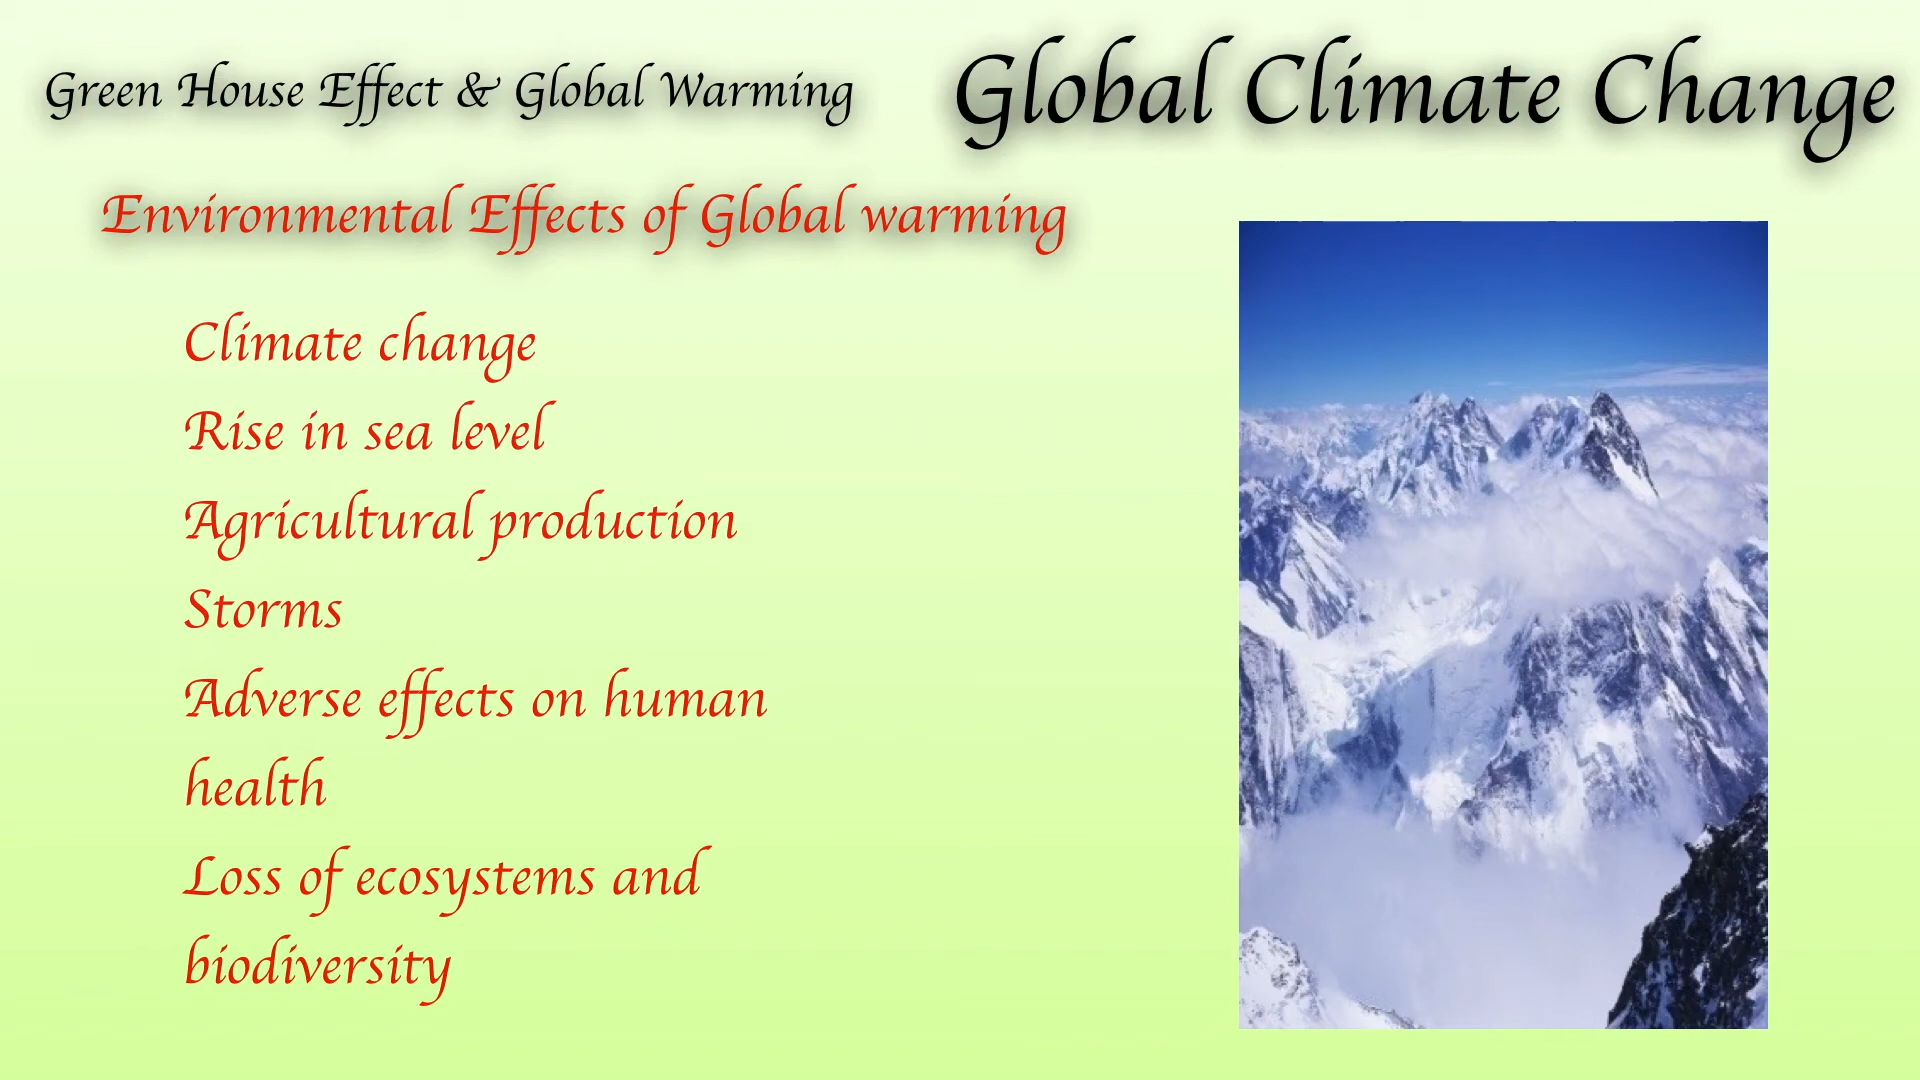 Green House Effect & Global Warming
Global Climate Change
Environmental Effects of Global warming
Climate change
Rise in sea level
Agricultural production
Storms
Adverse effects on human
health
Loss of ecosystems and
biodiversity